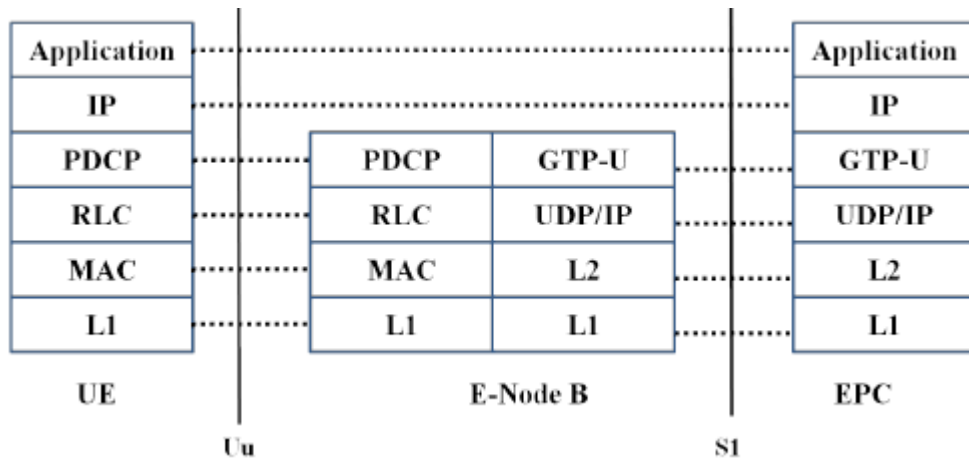 Application Application
IP IP
PDCP PDCP GTP-U GTP-U
RLC RLC UDP/IP UDP/IP
MAC MAC L2 L2
L1 L1 L1 L1
UE E-Node B EPC
Uu S1